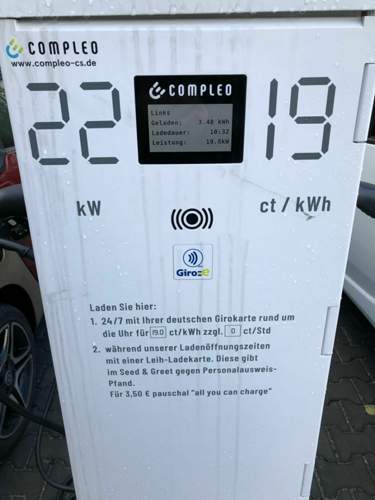 COMPLEO
www.compleo-cs.de
COMPLEO
Links
Geladen: 3.48 kWh
Ladedauer: 10:32
Leistung: 19.8kW
22 19
kW ct / kWh
Giroz-e
Laden Sie hier:
1. 24/7 mit Ihrer deutschen Girokarte rund um
die Uhr für 19.0 ct/kWh zzgl. 0 ct/Std
2. während unserer Ladenöffnungszeiten
mit einer Leih-Ladekarte. Diese gibt
im Seed & Greet gegen Personalausweis-
Pfand.
Für 3,50 € pauschal "all you can charge"